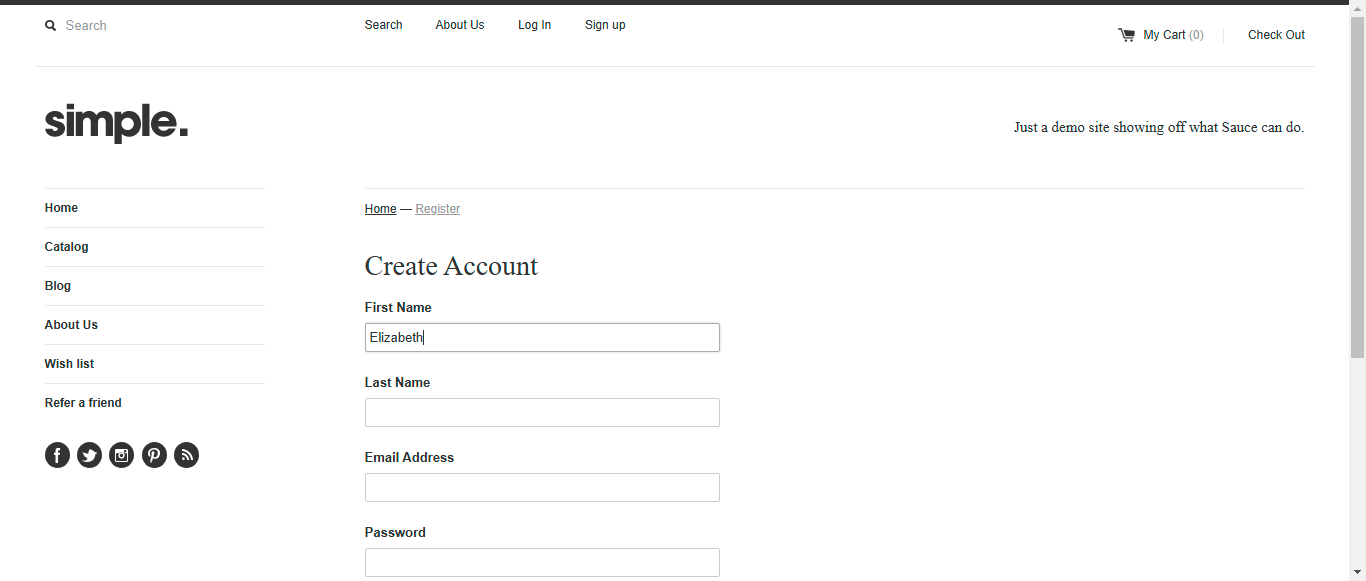 Search
Search About Us Log In Sign up
My Cart (0) Check Out
simple.
Just a demo site showing off what Sauce can do.
Home
Catalog
Blog
About Us
Wish list
Refer a friend
Home — Register
Create Account
First Name
Elizabeth
Last Name
Email Address
Password